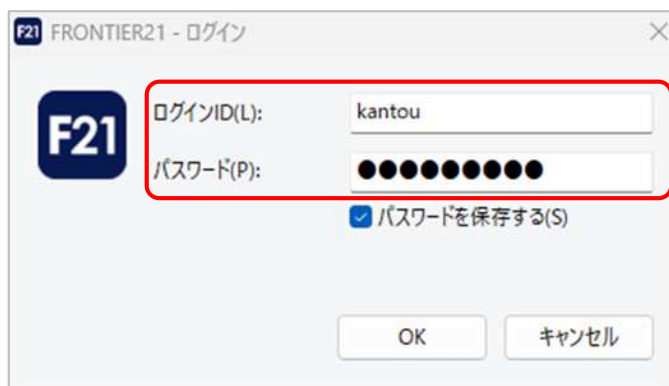 F21 FRONTIER21 - ログイン
F21
ログインID(L):
kantou
パスワード(P):
●●●●●●●●●
パスワードを保存する(S)
OK
キャンセル